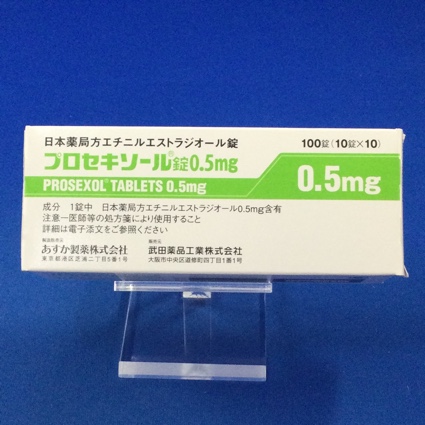 日本薬局方エチニルエストラジオール錠
100錠(10錠×10)
プロセキソール®錠0.5mg
PROSEXOL® TABLETS 0.5mg
0.5mg
成分 1錠中 日本薬局方エチニルエストラジオール0.5mg含有
注意−医師等の処方箋により使用すること
詳細は電子添文をご参照ください
製造販売元
あすか製薬株式会社
東京都港区芝浦二丁目5番1号
販売元
武田薬品工業株式会社
大阪市中央区道修町四丁目1番1号